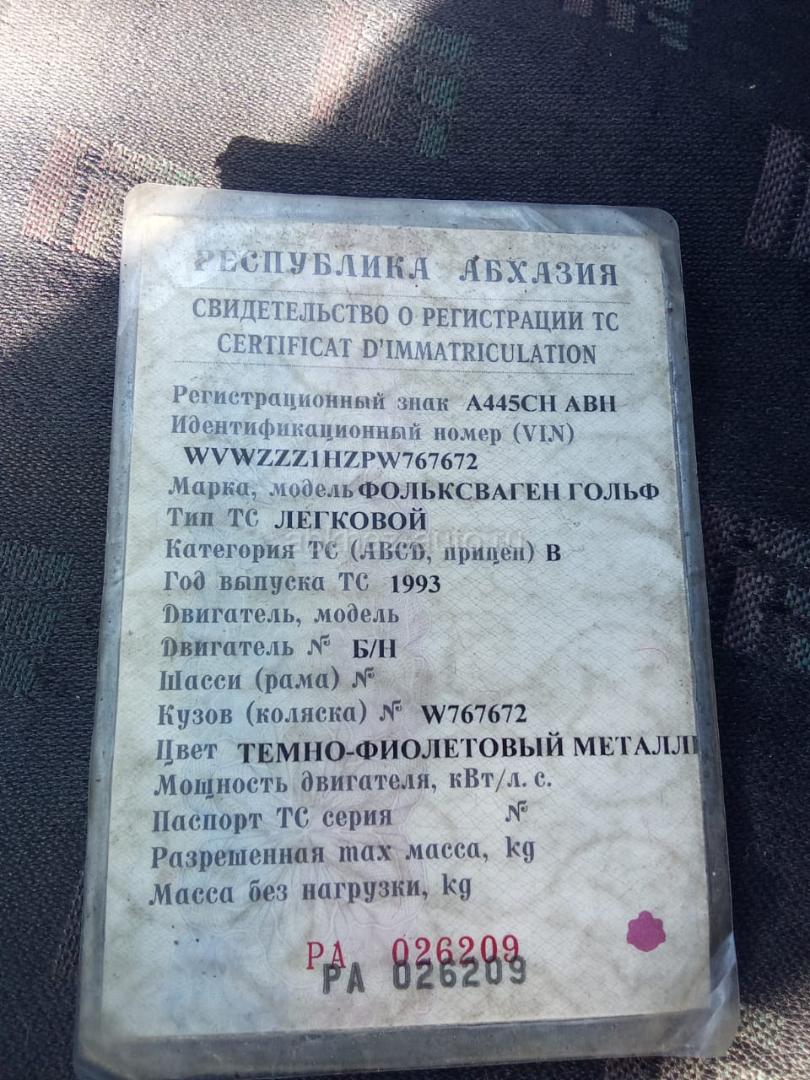 РЕСПУБЛИКА АБХАЗИЯ
СВИДЕТЕЛЬСТВО О РЕГИСТРАЦИИ ТС
CERTIFICAT D'IMMATRICULATION
Регистрационный знак А445СН АВН
Идентификационный номер (VIN)
WVWZZZ1HZPW767672
Марка, модель ФОЛЬКСВАГЕН ГОЛЬФ
Тип ТС ЛЕГКОВОЙ
Категория ТС (ABCD, прицеп) B
Год выпуска ТС 1993
Двигатель, модель
Двигатель № Б/Н
Шасси (рама) №
Кузов (коляска) № W767672
Цвет ТЕМНО-ФИОЛЕТОВЫЙ МЕТАЛЛ
Мощность двигателя, кВт/л. с.
Паспорт ТС серия №
Разрешенная max масса, kg
Масса без нагрузки, kg
РА 026209
РА 026209